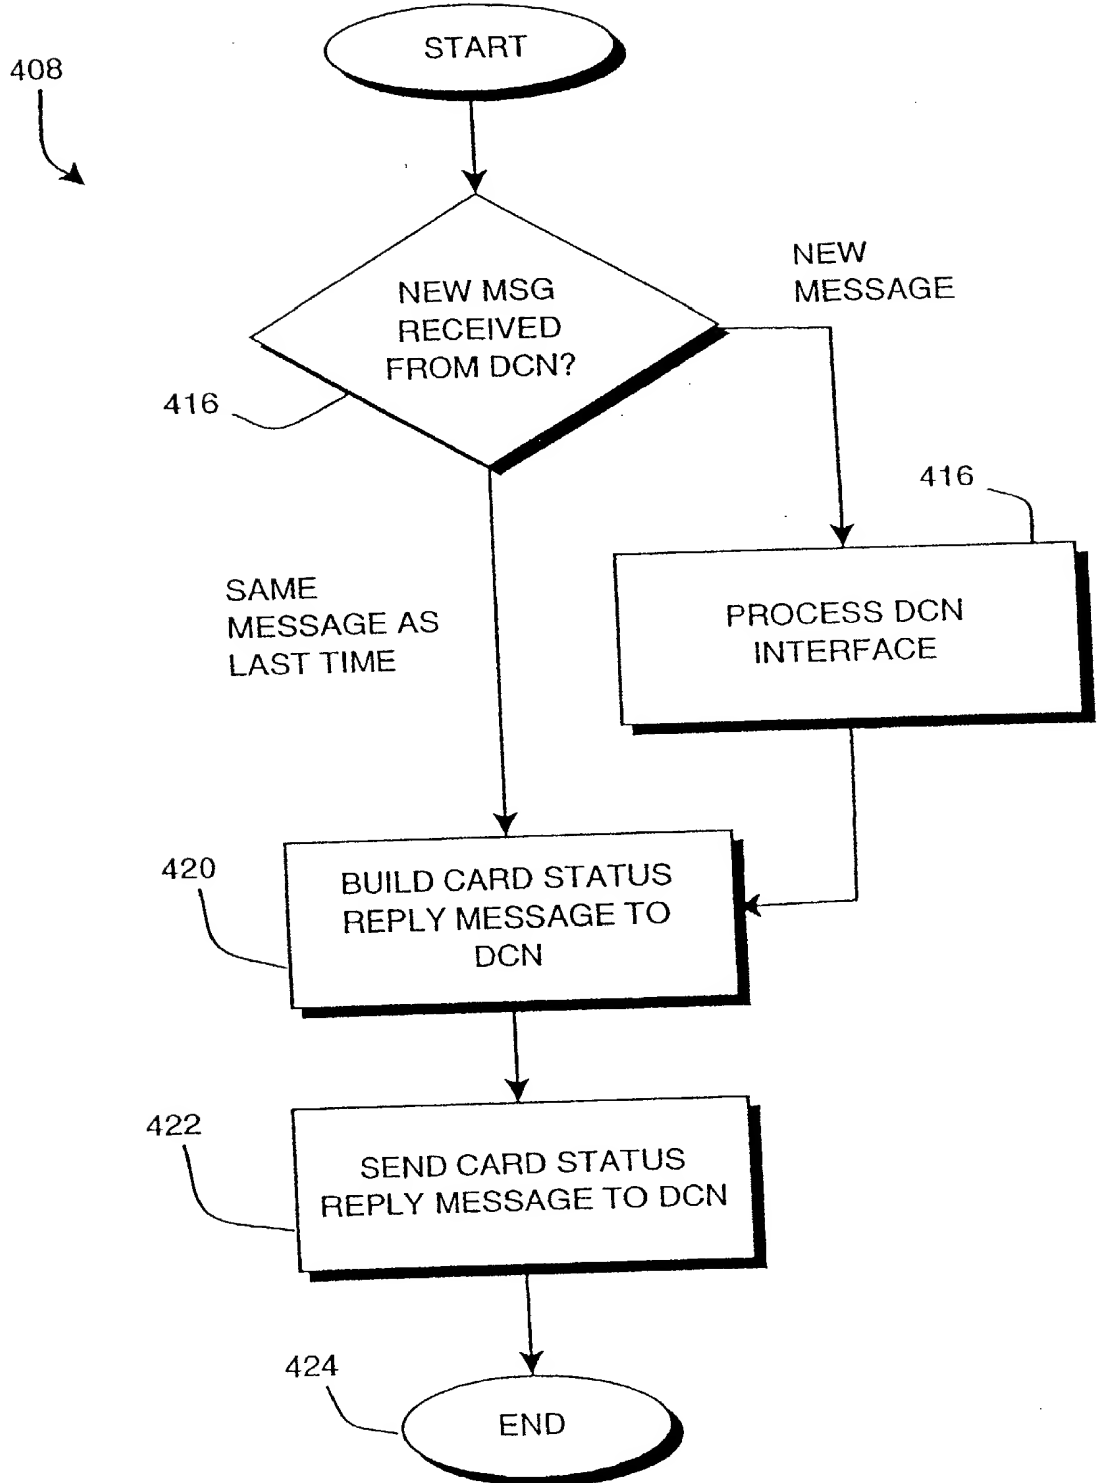 START
408
NEW MSG
RECEIVED
FROM DCN?
NEW
MESSAGE
416
416
PROCESS DCN
INTERFACE
SAME
MESSAGE AS
LAST TIME
420
BUILD CARD STATUS
REPLY MESSAGE TO
DCN
422
SEND CARD STATUS
REPLY MESSAGE TO DCN
424
END